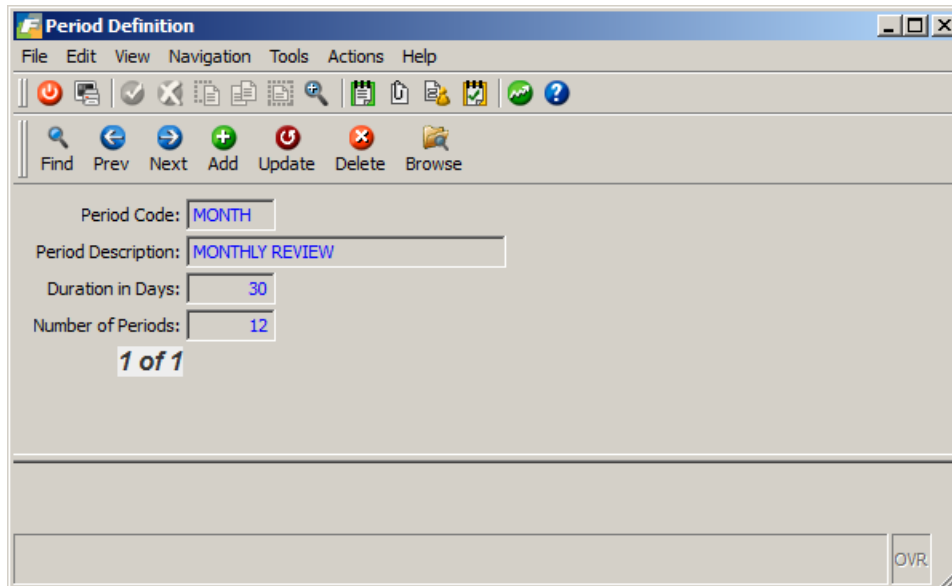 Period Definition
File Edit View Navigation Tools Actions Help
Find Prev Next Add Update Delete Browse
Period Code: MONTH
Period Description: MONTHLY REVIEW
Duration in Days: 30
Number of Periods: 12
1 of 1
OVR